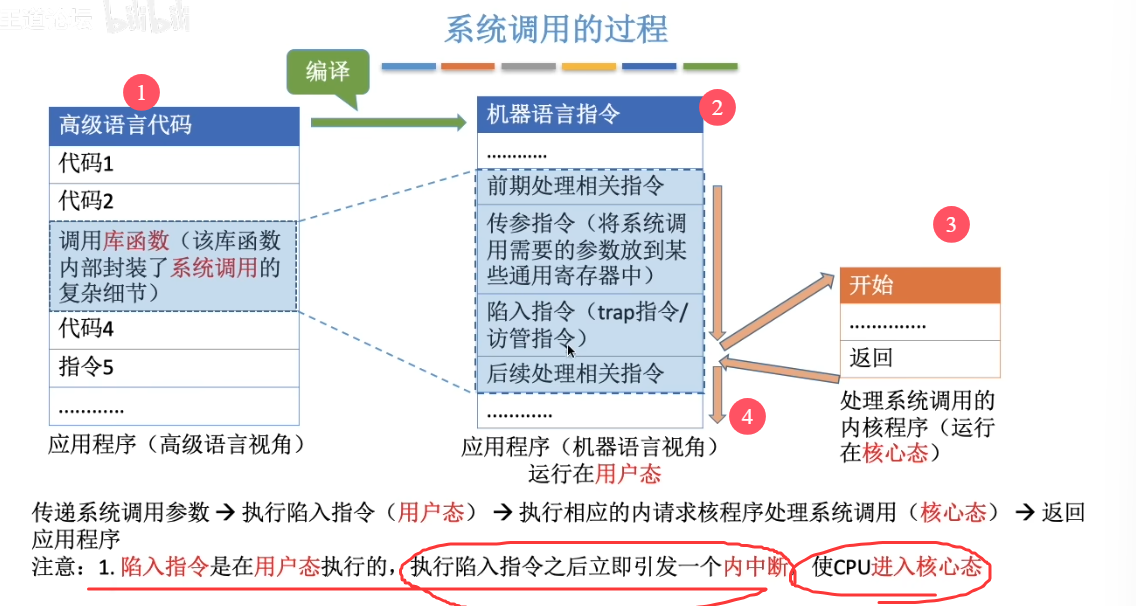 王道论坛 bilibili
系统调用的过程
编译
1
高级语言代码
代码1
代码2
调用库函数（该库函数
内部封装了系统调用的
复杂细节）
代码4
指令5
…………
应用程序（高级语言视角）
2
机器语言指令
…………
前期处理相关指令
传参指令（将系统调
用需要的参数放到某
些通用寄存器中）
陷入指令（trap指令/
访管指令）
后续处理相关指令
…………
4
应用程序（机器语言视角）
运行在用户态
3
开始
…………..
返回
处理系统调用的
内核程序（运行
在核心态）
传递系统调用参数 → 执行陷入指令（用户态） → 执行相应的内请求核程序处理系统调用（核心态） → 返回
应用程序
注意：1. 陷入指令是在用户态执行的，执行陷入指令之后立即引发一个内中断 使CPU进入核心态